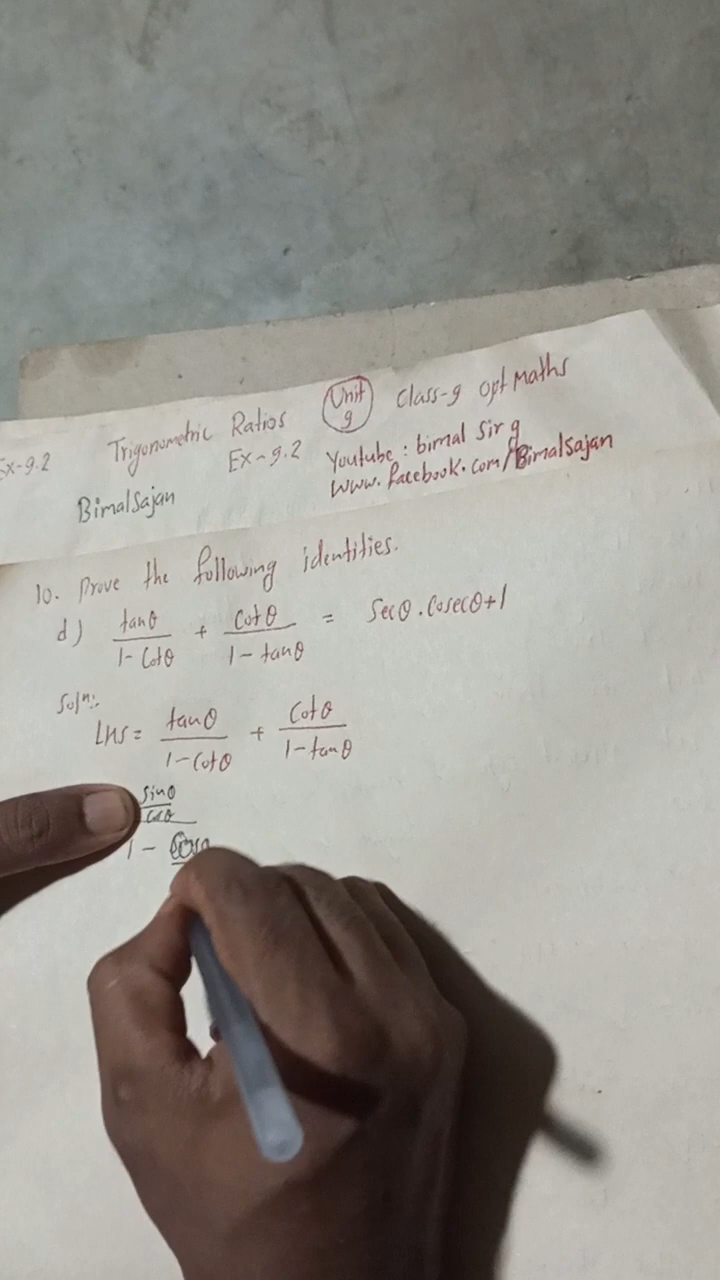 Ex-9.2 Trigonometric Ratios Unit 9 Class-9 Opt Maths
BimalSajan Ex-9.2 Youtube : bimal Sir g
www.facebook.com/BimalSajan
10. Prove the following identities.
d) tanθ/1-Cotθ + Cotθ/1-tanθ = Secθ.Cosecθ+1
Solⁿ:
LHS = tanθ/1-Cotθ + Cotθ/1-tanθ
sinθ/cosθ
1 -